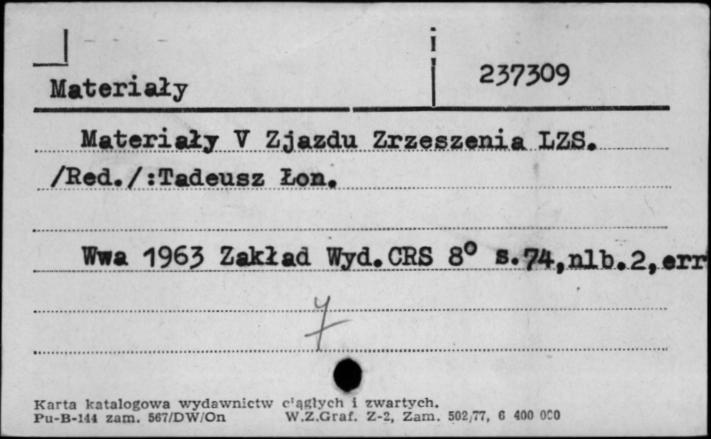 i
237309
Materiały
Materiały V Zjazdu Zrzeszenia LZS.
/Red./:Tadeusz Łon.
Wwa 1963 Zakład Wyd.CRS 8° s.74,nlb.2,err
7
Karta katalogowa wydawnictw ciągłych i zwartych.
Pu-B-144 zam. 567/DW/On W.Z.Graf. Z-2, Zam. 502/77, 6 400 000